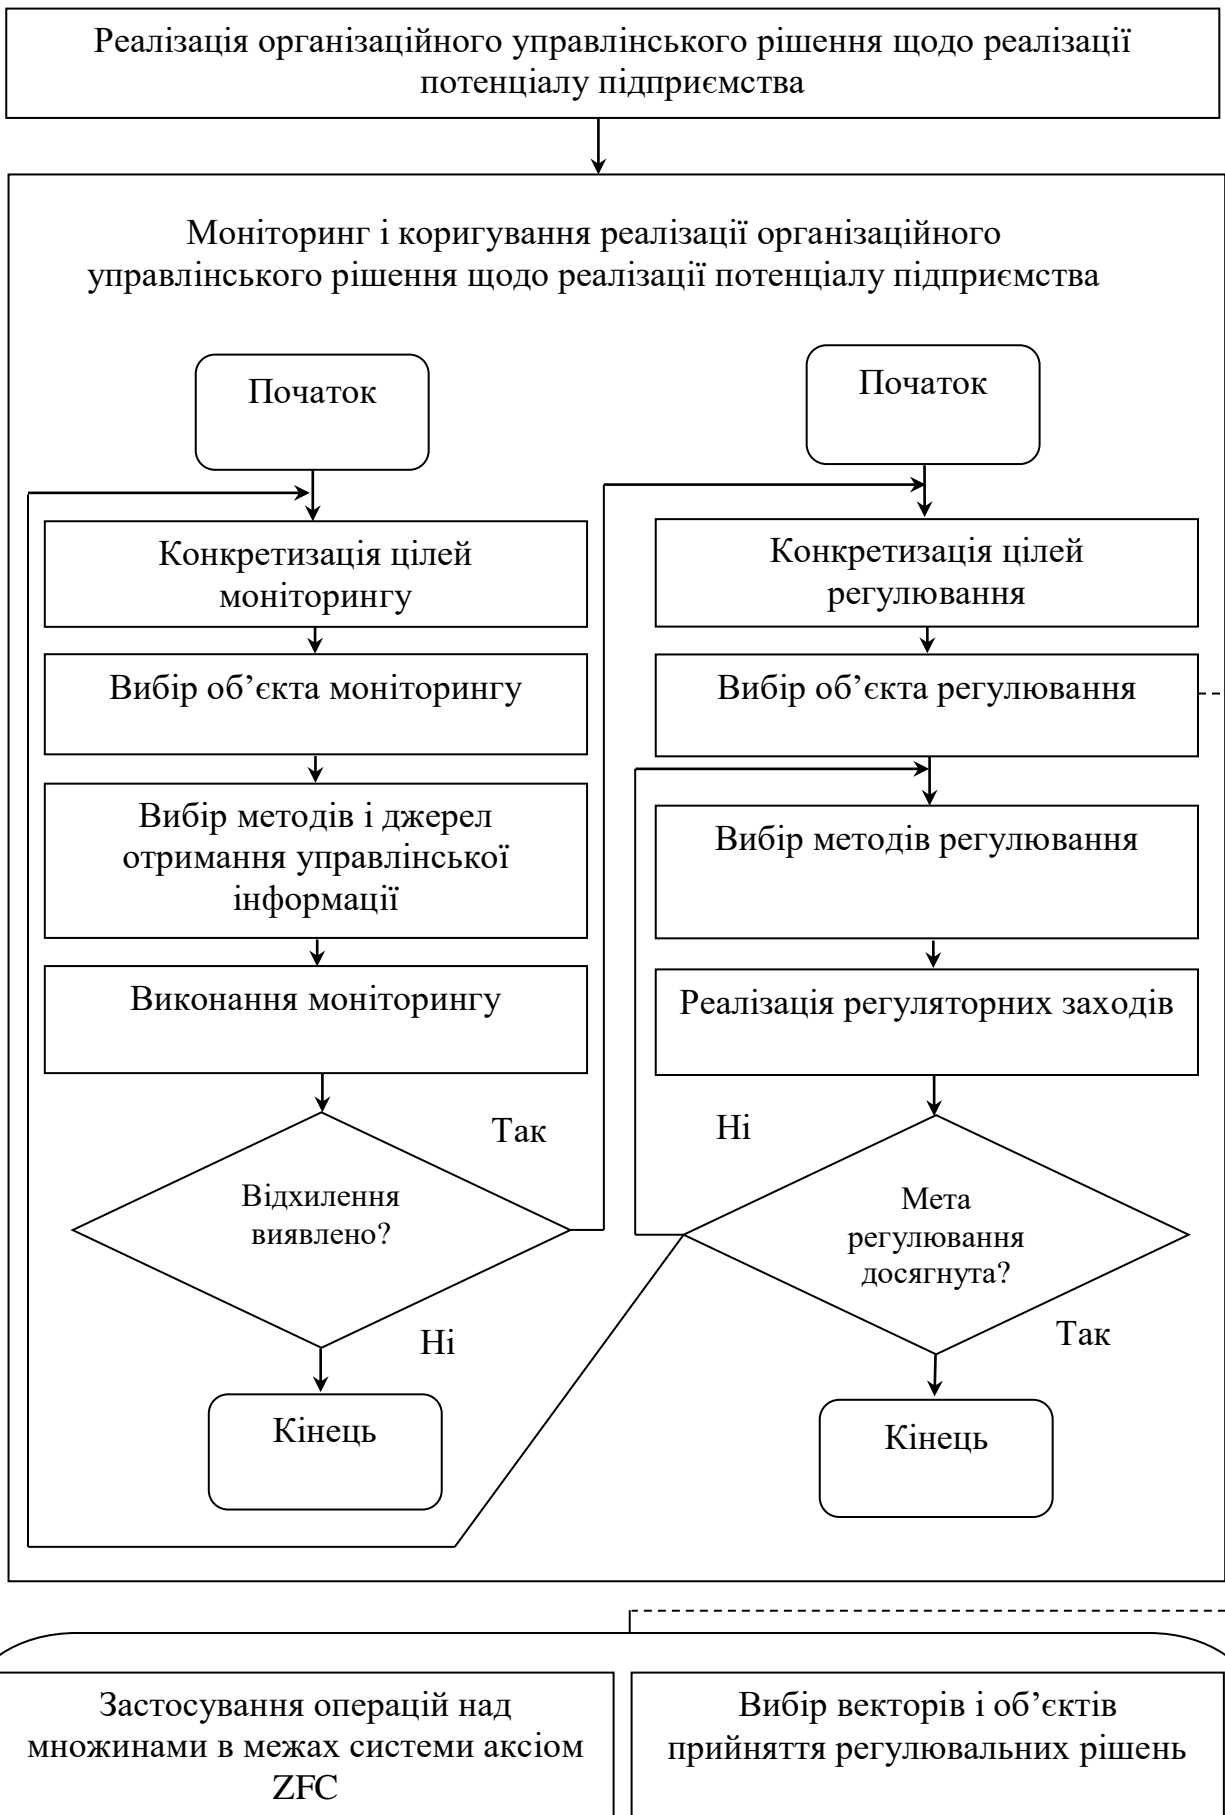 Реалізація організаційного управлінського рішення щодо реалізації
потенціалу підприємства
Моніторинг і коригування реалізації організаційного
управлінського рішення щодо реалізації потенціалу підприємства
Початок
Конкретизація цілей
моніторингу
Вибір об’єкта моніторингу
Вибір методів і джерел
отримання управлінської
інформації
Виконання моніторингу
Так
Відхилення
виявлено?
Ні
Кінець
Початок
Конкретизація цілей
регулювання
Вибір об’єкта регулювання
Вибір методів регулювання
Реалізація регуляторних заходів
Ні
Мета
регулювання
досягнута?
Так
Кінець
Застосування операцій над
множинами в межах системи аксіом
ZFC
Вибір векторів і об’єктів
прийняття регулювальних рішень